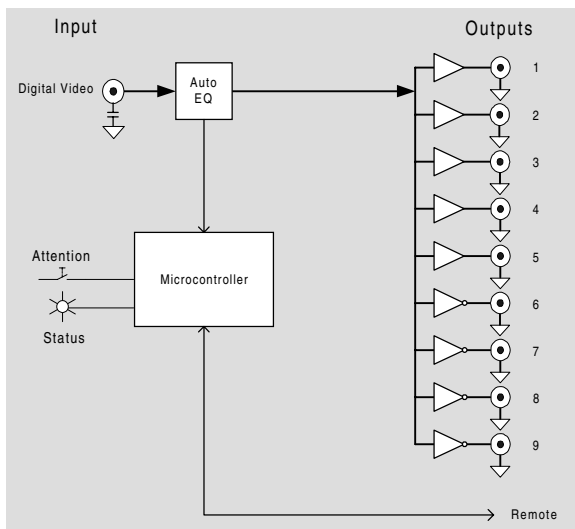 Input
Outputs
Digital Video
Auto
EQ
1
2
3
4
5
6
7
8
9
Attention
Microcontroller
Status
Remote